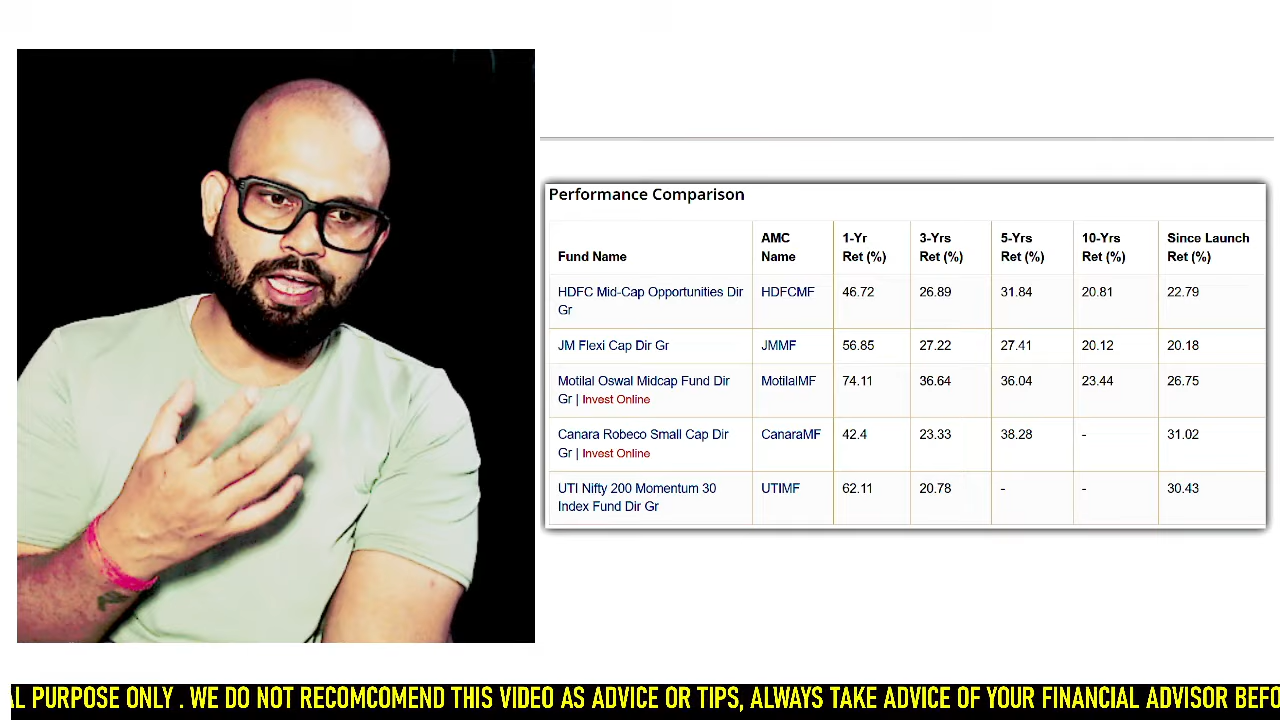 Performance Comparison
Fund Name | AMC Name | 1-Yr Ret (%) | 3-Yrs Ret (%) | 5-Yrs Ret (%) | 10-Yrs Ret (%) | Since Launch Ret (%)
HDFC Mid-Cap Opportunities Dir Gr | HDFCMF | 46.72 | 26.89 | 31.84 | 20.81 | 22.79
JM Flexi Cap Dir Gr | JMMF | 56.85 | 27.22 | 27.41 | 20.12 | 20.18
Motilal Oswal Midcap Fund Dir Gr | Invest Online | MotilalMF | 74.11 | 36.64 | 36.04 | 23.44 | 26.75
Canara Robeco Small Cap Dir Gr | Invest Online | CanaraMF | 42.4 | 23.33 | 38.28 | - | 31.02
UTI Nifty 200 Momentum 30 Index Fund Dir Gr | UTIMF | 62.11 | 20.78 | - | - | 30.43
AL PURPOSE ONLY . WE DO NOT RECOMCOMEND THIS VIDEO AS ADVICE OR TIPS, ALWAYS TAKE ADVICE OF YOUR FINANCIAL ADVISOR BEFO